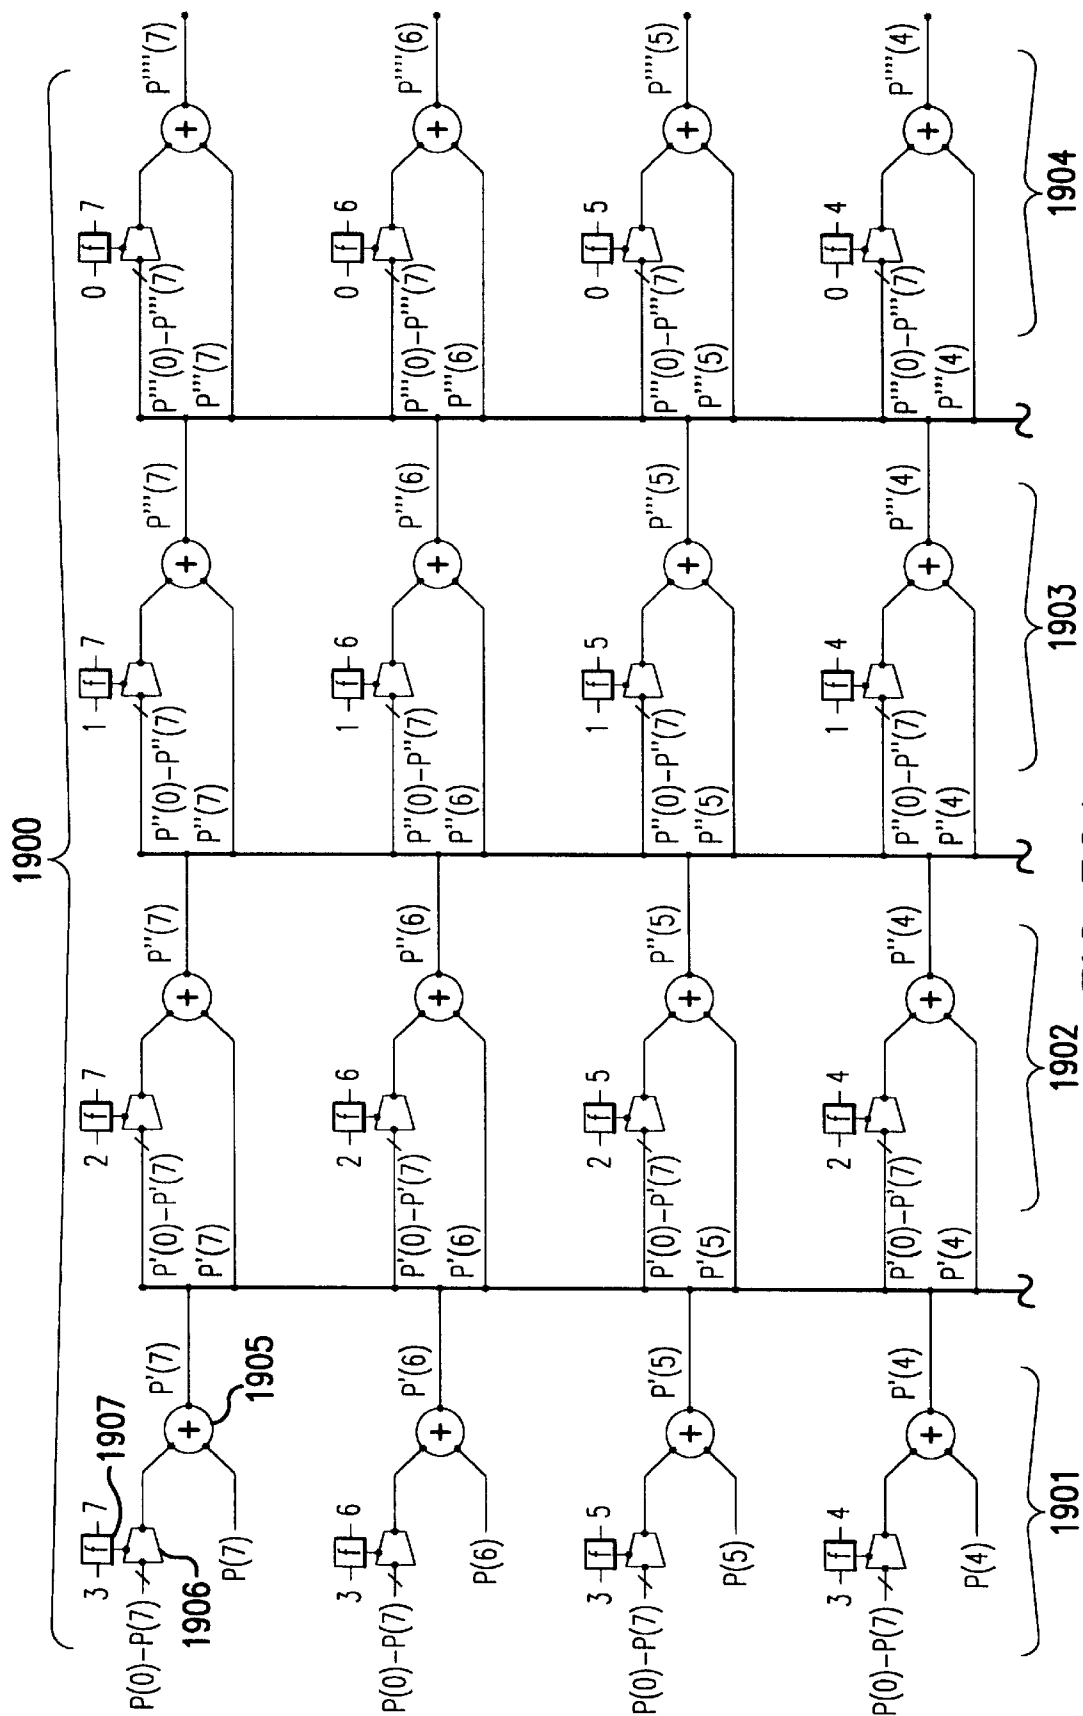 1900
3 f 7
1907
P(0)–P(7)
1906
P(7)
1905
P'(7)
2 f 7
P'(0)–P'(7)
P'(7)
P''(7)
1 f 7
P''(0)–P''(7)
P''(7)
P'''(7)
0 f 7
P'''(0)–P'''(7)
P'''(7)
P''''(7)
3 f 6
P(0)–P(7)
P(6)
P'(6)
2 f 6
P'(0)–P'(7)
P'(6)
P''(6)
1 f 6
P''(0)–P''(7)
P''(6)
P'''(6)
0 f 6
P'''(0)–P'''(7)
P'''(6)
P''''(6)
3 f 5
P(0)–P(7)
P(5)
P'(5)
2 f 5
P'(0)–P'(7)
P'(5)
P''(5)
1 f 5
P''(0)–P''(7)
P''(5)
P'''(5)
0 f 5
P'''(0)–P'''(7)
P'''(5)
P''''(5)
3 f 4
P(0)–P(7)
P(4)
P'(4)
2 f 4
P'(0)–P'(7)
P'(4)
P''(4)
1 f 4
P''(0)–P''(7)
P''(4)
P'''(4)
0 f 4
P'''(0)–P'''(7)
P'''(4)
P''''(4)
1901
1902
1903
1904